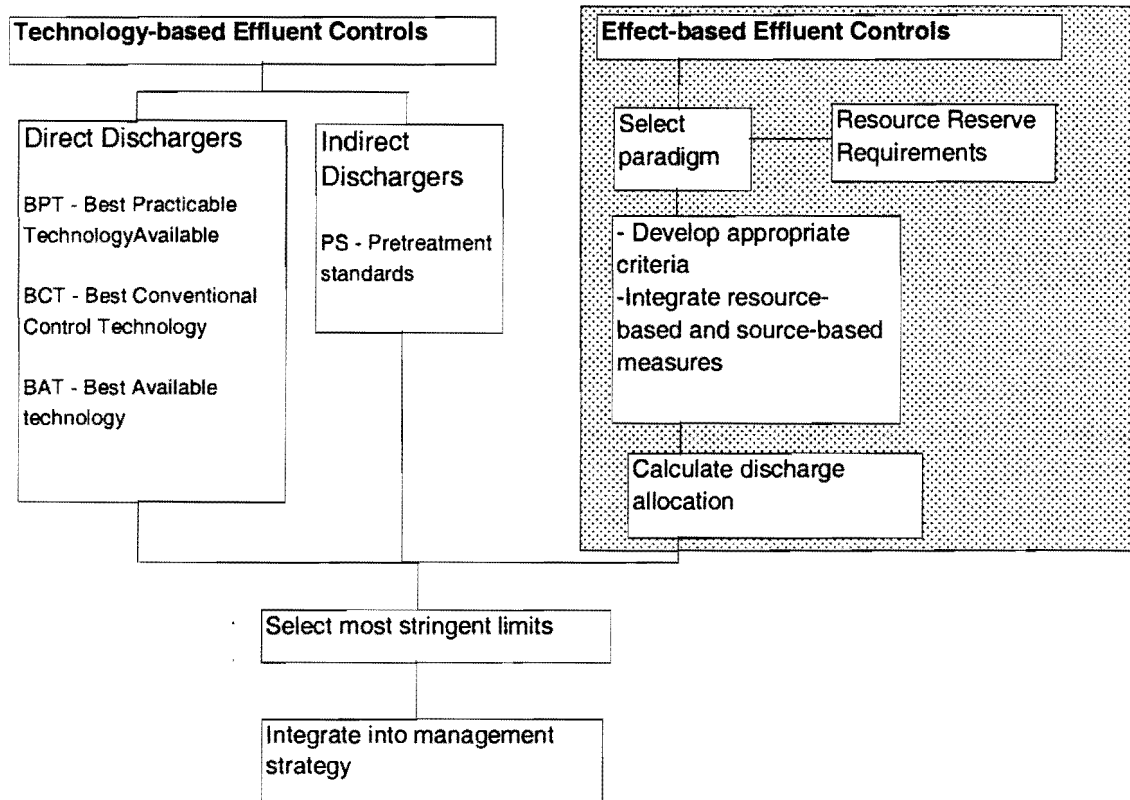 Technology-based Effluent Controls
Direct Dischargers
BPT - Best Practicable
TechnologyAvailable
BCT - Best Conventional
Control Technology
BAT - Best Available
technology
Indirect
Dischargers
PS - Pretreatment
standards
Effect-based Effluent Controls
Select
paradigm
Resource Reserve
Requirements
- Develop appropriate
criteria
-Integrate resource-
based and source-based
measures
Calculate discharge
allocation
Select most stringent limits
Integrate into management
strategy